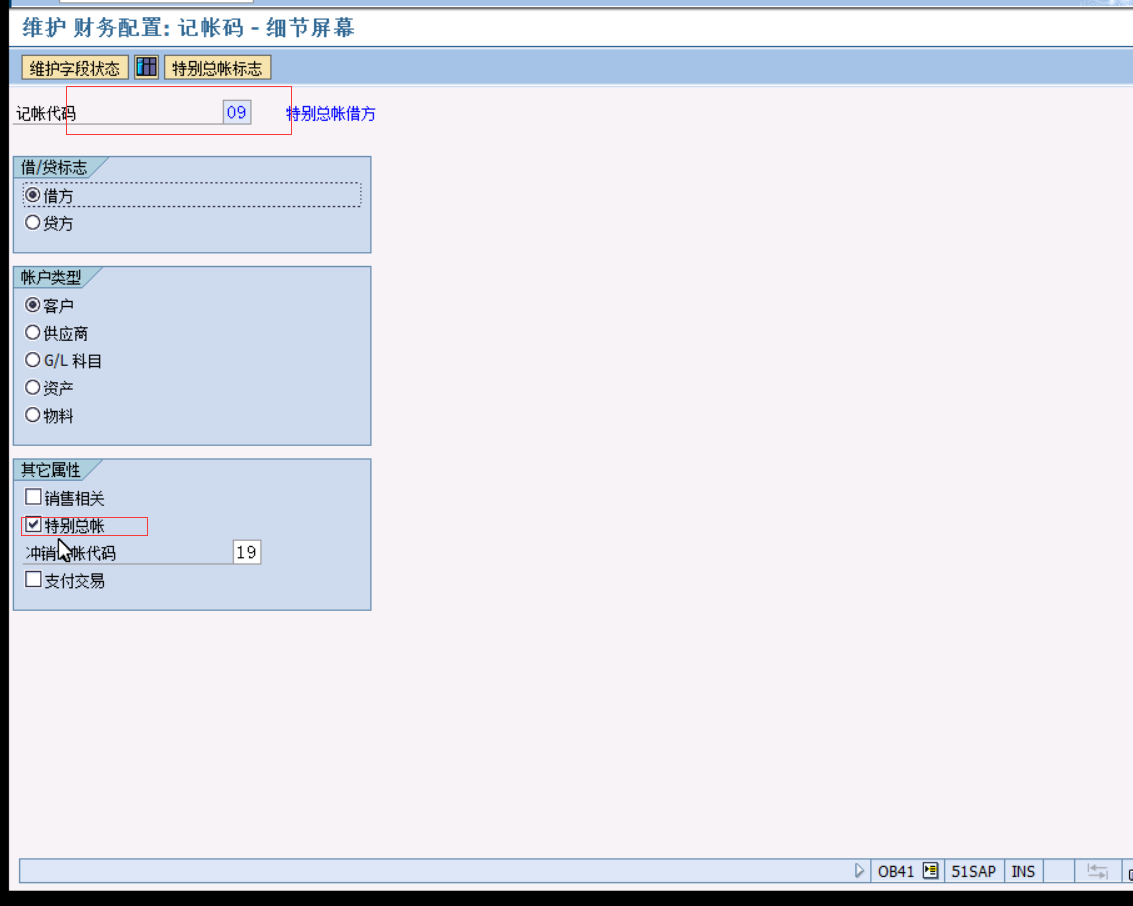 维护 财务配置: 记帐码 - 细节屏幕
维护字段状态 特别总帐标志
记帐代码 09 特别总帐借方
借/贷标志
借方
贷方
帐户类型
客户
供应商
G/L 科目
资产
物料
其它属性
销售相关
特别总帐
冲销 帐代码 19
支付交易
OB41 51SAP INS